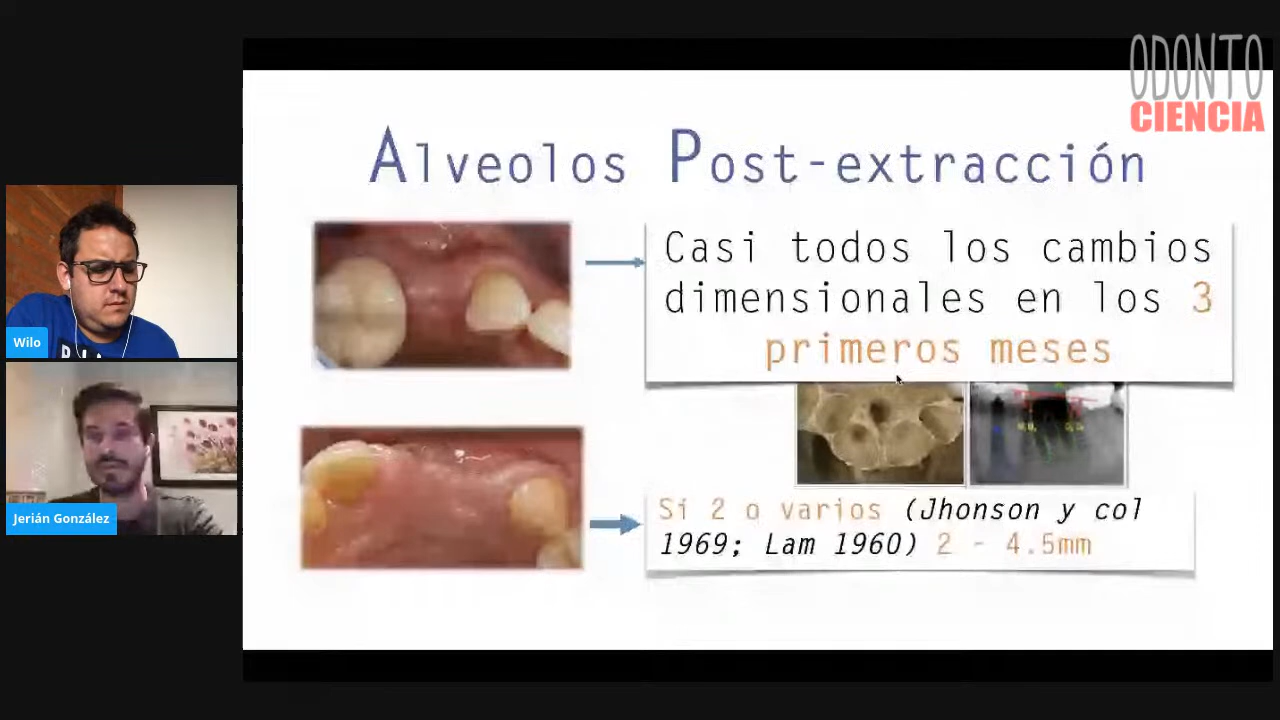 ODONTO
CIENCIA
Alveolos Post-extracción
Casi todos los cambios
dimensionales en los 3
primeros meses
Wilo
Jerián González
Si 2 o varios (Jhonson y col
1969; Lam 1960) 2 - 4.5mm